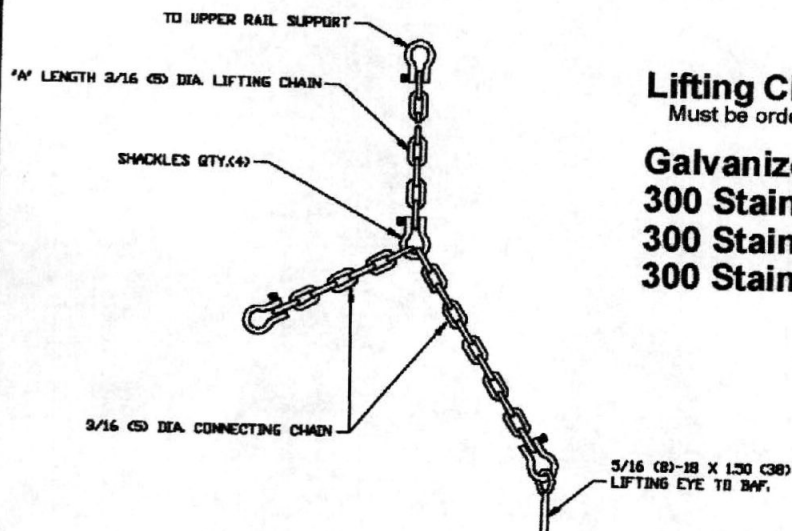 TO UPPER RAIL SUPPORT
"A" LENGTH 3/16 (5) DIA. LIFTING CHAIN
SHACKLES QTY.(4)
3/16 (5) DIA. CONNECTING CHAIN
5/16 (8)-18 X 1.50 (38)
LIFTING EYE TO BAF.
Lifting C
Must be orde
Galvaniz
300 Stain
300 Stain
300 Stain